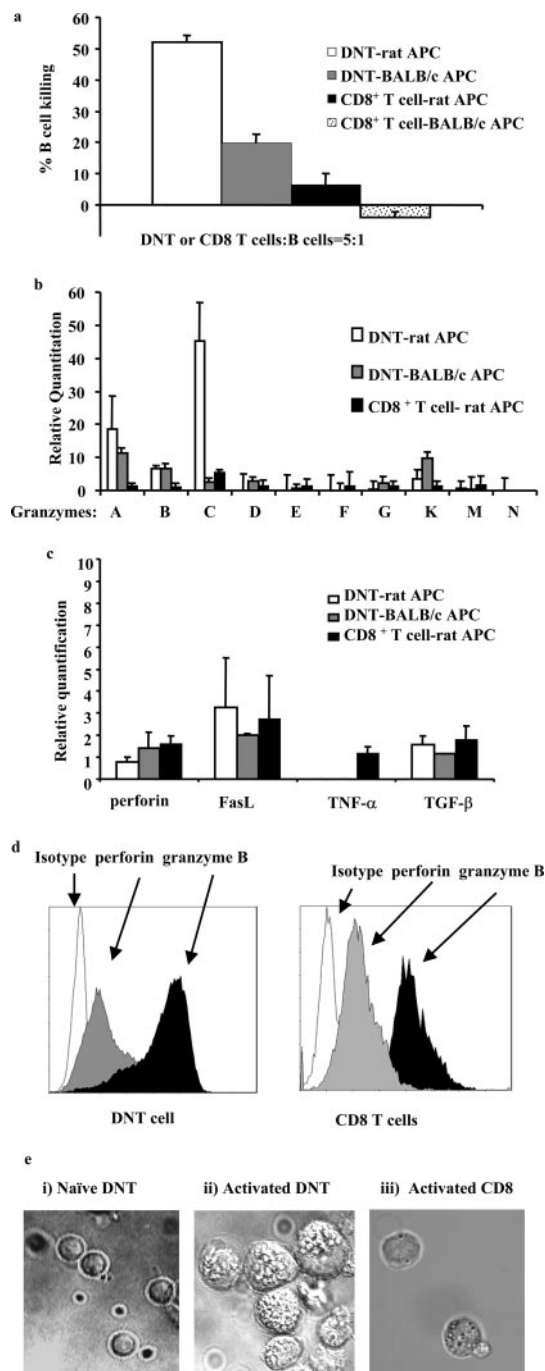 a
60
50
40
30
20
10
0
% B cell killing
DNT-rat APC
DNT-BALB/c APC
CD8⁺ T cell-rat APC
CD8⁺ T cell-BALB/c APC
DNT or CD8 T cells:B cells=5:1
b
60
50
40
30
20
10
0
Relative Quantitation
DNT-rat APC
DNT-BALB/c APC
CD8 ⁺ T cell- rat APC
Granzymes: A B C D E F G K M N
c
10
9
8
7
6
5
4
3
2
1
0
Relative quantification
DNT-rat APC
DNT-BALB/c APC
CD8 ⁺ T cell-rat APC
perforin FasL TNF-α TGF-β
d
Isotype perforin granzyme B
Isotype perforin granzyme B
DNT cell
CD8 T cells
e
i) Naïve DNT
ii) Activated DNT
iii) Activated CD8